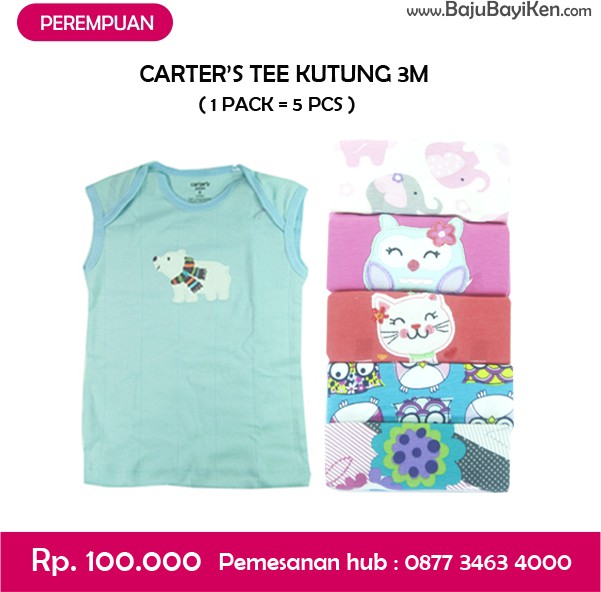 PEREMPUAN
www.BajuBayiKen.com
CARTER'S TEE KUTUNG 3M
( 1 PACK = 5 PCS )
carter's
Rp. 100.000 Pemesanan hub : 0877 3463 4000